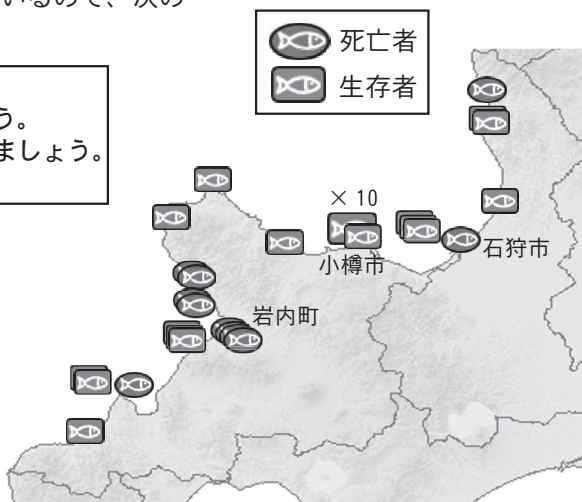 いるので、次の
死亡者
生存者
う。
ましょう。
× 10
小樽市
石狩市
岩内町